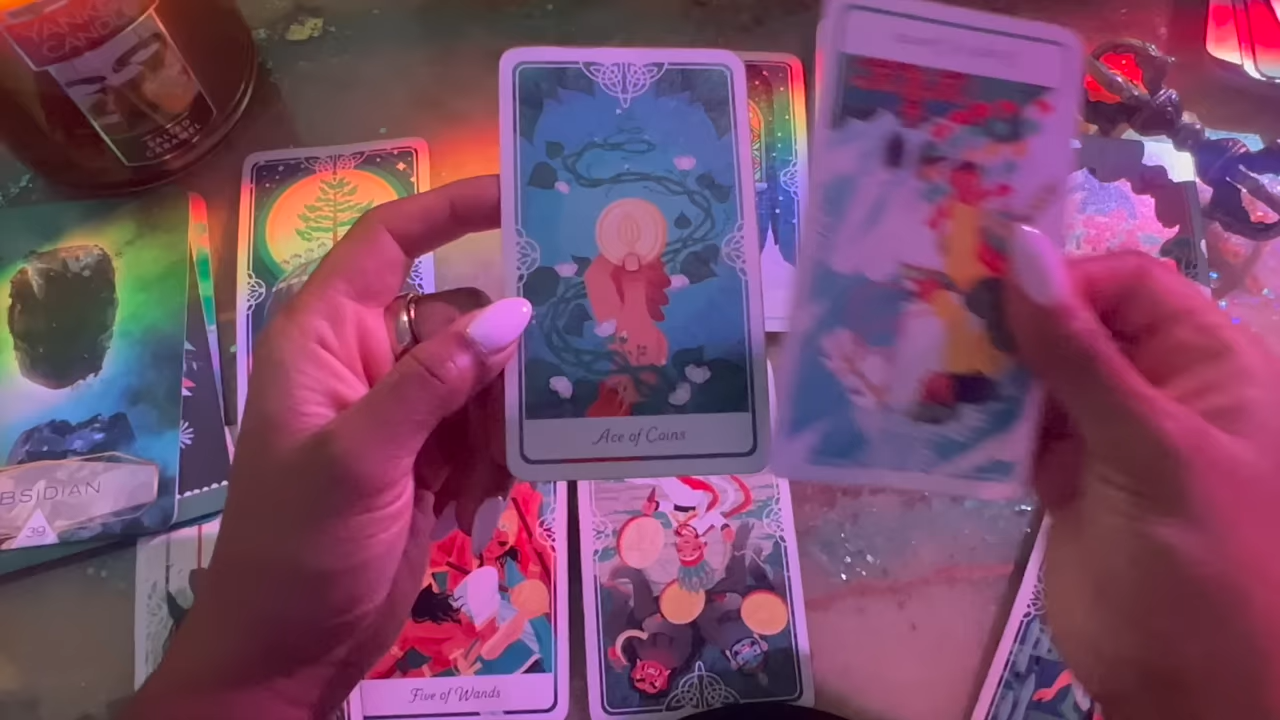 YANKEE
CANDLE
SALTED
CARAMEL
Ace of Coins
BSIDIAN
39
Five of Wands